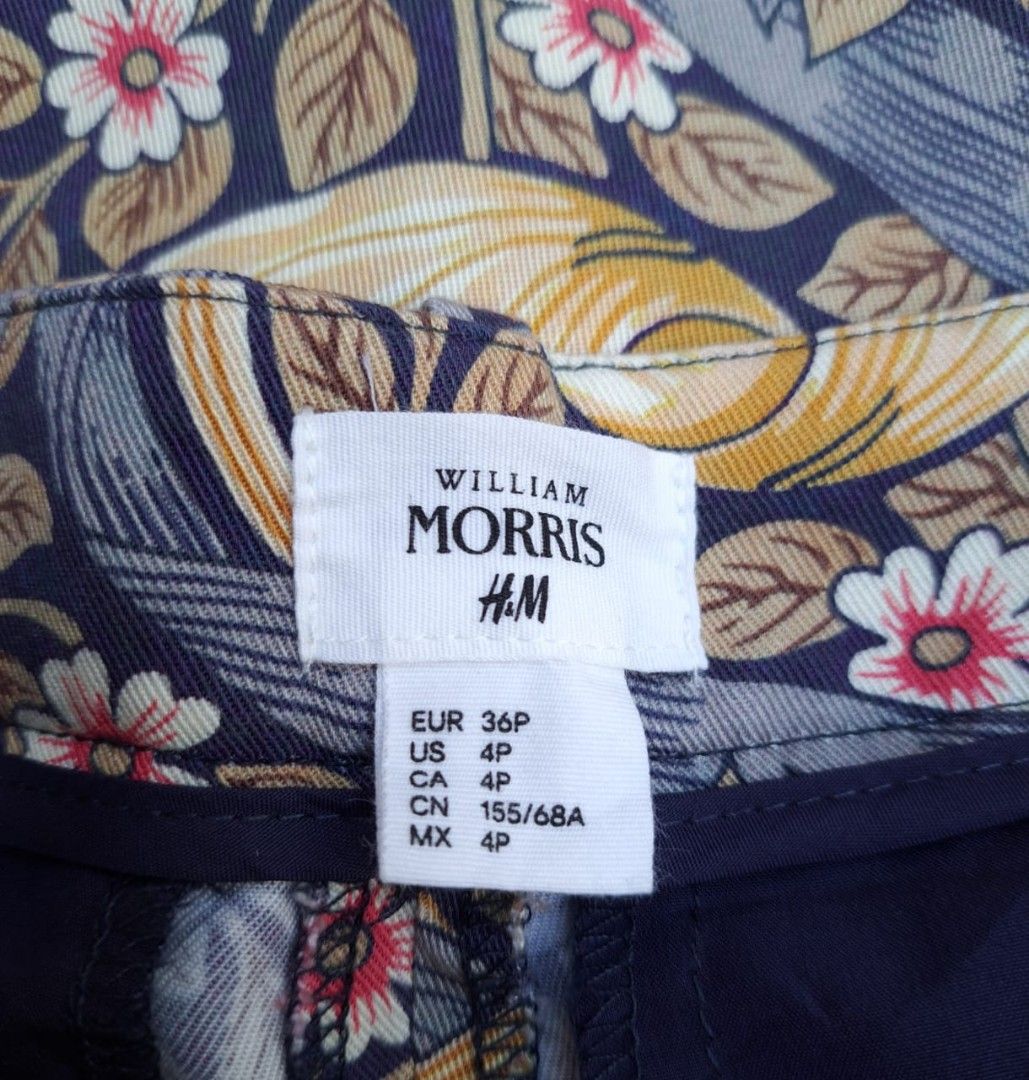 WILLIAM
MORRIS
H&M
EUR 36P
US 4P
CA 4P
CN 155/68A
MX 4P